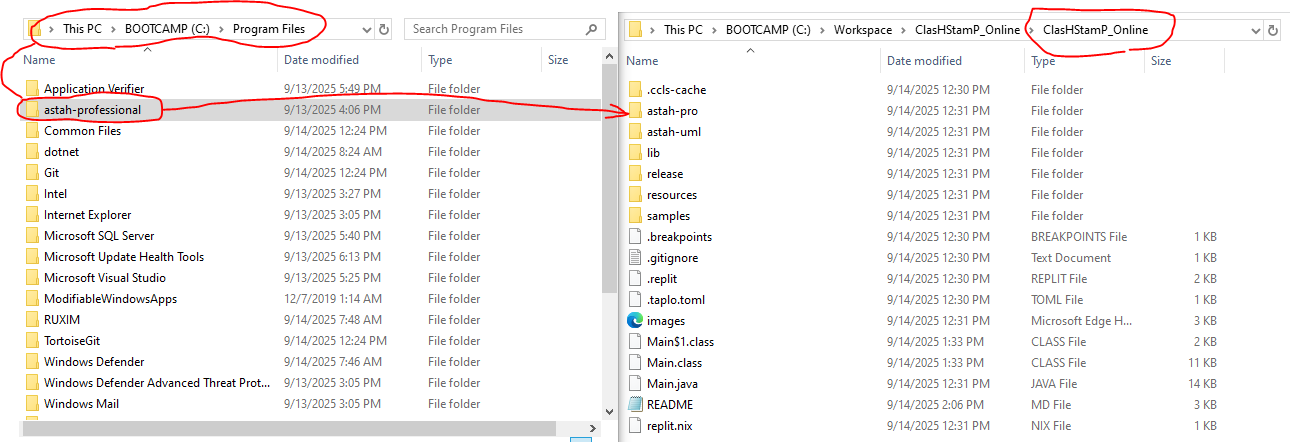 This PC > BOOTCAMP (C:) > Program Files
Search Program Files
Name Date modified Type Size
Application Verifier 9/13/2025 5:49 PM File folder
astah-professional 9/13/2025 4:06 PM File folder
Common Files 9/14/2025 12:24 PM File folder
dotnet 9/14/2025 8:24 AM File folder
Git 9/14/2025 12:24 PM File folder
Intel 9/13/2025 3:27 PM File folder
Internet Explorer 9/13/2025 3:05 PM File folder
Microsoft SQL Server 9/13/2025 5:40 PM File folder
Microsoft Update Health Tools 9/13/2025 6:13 PM File folder
Microsoft Visual Studio 9/13/2025 5:25 PM File folder
ModifiableWindowsApps 12/7/2019 1:14 AM File folder
RUXIM 9/14/2025 7:48 AM File folder
TortoiseGit 9/14/2025 12:24 PM File folder
Windows Defender 9/14/2025 7:46 AM File folder
Windows Defender Advanced Threat Prot... 9/13/2025 3:05 PM File folder
Windows Mail 9/13/2025 3:05 PM File folder
This PC > BOOTCAMP (C:) > Workspace > ClasHStamP_Online > ClasHStamP_Online
Name Date modified Type Size
.ccls-cache 9/14/2025 12:30 PM File folder
astah-pro 9/14/2025 12:31 PM File folder
astah-uml 9/14/2025 12:31 PM File folder
lib 9/14/2025 12:31 PM File folder
release 9/14/2025 12:31 PM File folder
resources 9/14/2025 12:31 PM File folder
samples 9/14/2025 12:31 PM File folder
.breakpoints 9/14/2025 12:30 PM BREAKPOINTS File 1 KB
.gitignore 9/14/2025 12:30 PM Text Document 1 KB
.replit 9/14/2025 12:30 PM REPLIT File 2 KB
.taplo.toml 9/14/2025 12:30 PM TOML File 1 KB
images 9/14/2025 12:31 PM Microsoft Edge H... 3 KB
Main$1.class 9/14/2025 1:33 PM CLASS File 2 KB
Main.class 9/14/2025 1:33 PM CLASS File 11 KB
Main.java 9/14/2025 12:31 PM JAVA File 14 KB
README 9/14/2025 2:06 PM MD File 3 KB
replit.nix 9/14/2025 12:31 PM NIX File 1 KB